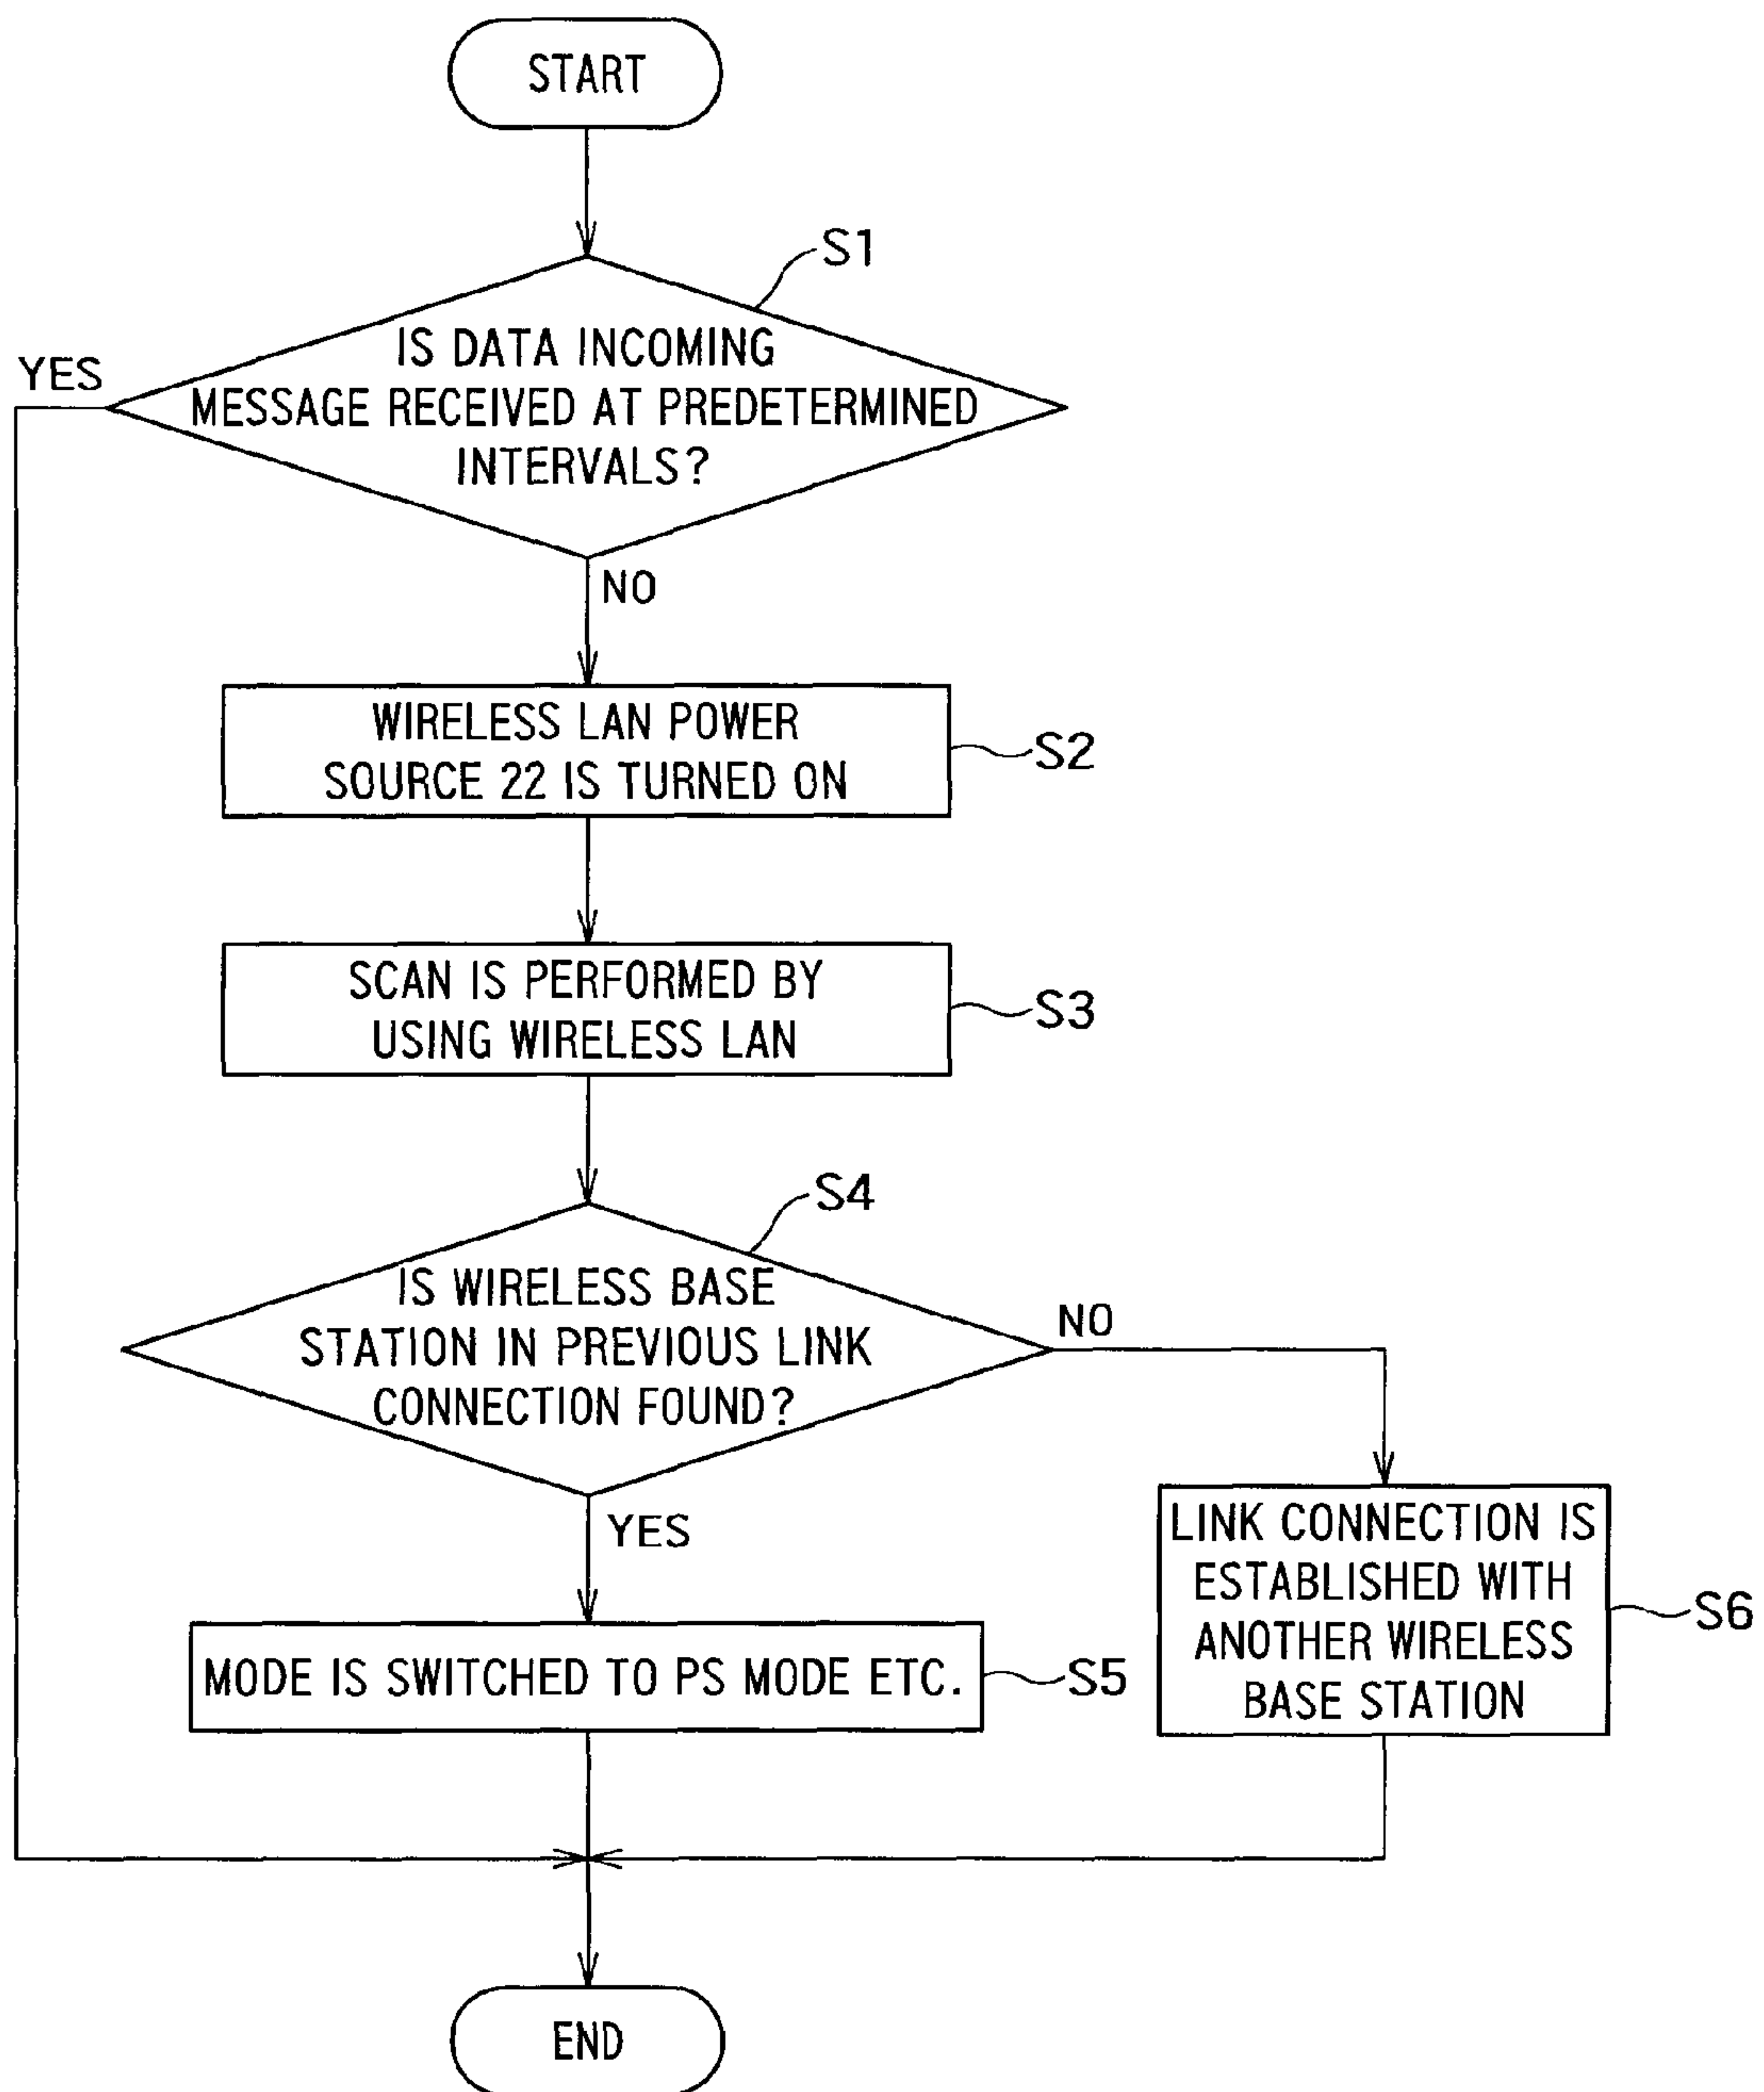 START
S1
IS DATA INCOMING
MESSAGE RECEIVED AT PREDETERMINED
INTERVALS?
YES
NO
WIRELESS LAN POWER
SOURCE 22 IS TURNED ON
S2
SCAN IS PERFORMED BY
USING WIRELESS LAN
S3
S4
IS WIRELESS BASE
STATION IN PREVIOUS LINK
CONNECTION FOUND?
NO
YES
LINK CONNECTION IS
ESTABLISHED WITH
ANOTHER WIRELESS
BASE STATION
S6
MODE IS SWITCHED TO PS MODE ETC.
S5
END